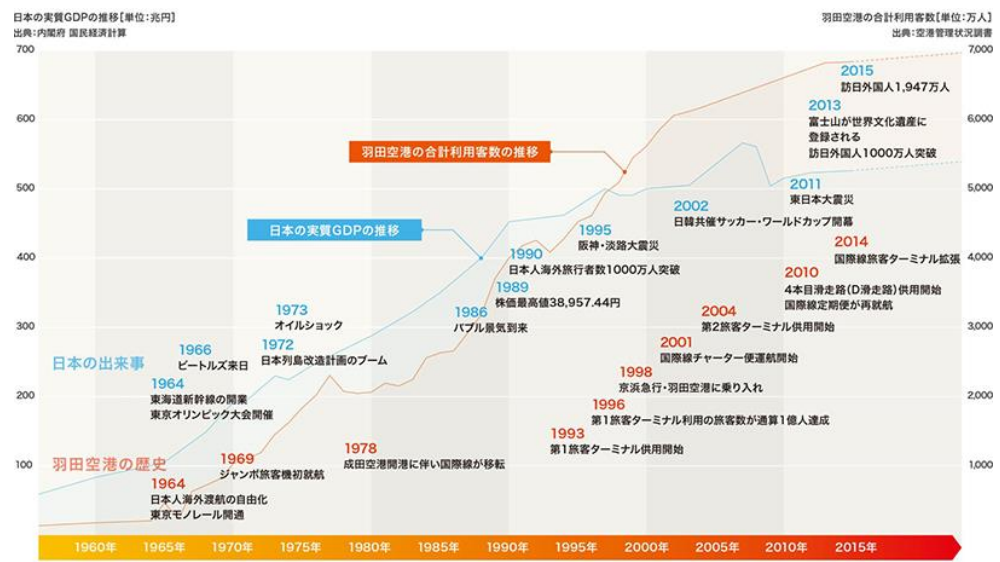 日本の実質GDPの推移[単位:兆円]
出典:内閣府 国民経済計算
羽田空港の合計利用客数[単位:万人]
出典:空港管理状況調書
700
600
500
400
300
200
100
7,000
6,000
5,000
4,000
3,000
2,000
1,000
2015
訪日外国人1,947万人
2013
富士山が世界文化遺産に
登録される
訪日外国人1000万人突破
羽田空港の合計利用客数の推移
2011
東日本大震災
2002
日韓共催サッカー・ワールドカップ開幕
日本の実質GDPの推移
1995
阪神・淡路大震災
1990
日本人海外旅行者数1000万人突破
1989
株価最高値38,957.44円
1986
バブル景気到来
1973
オイルショック
1972
日本列島改造計画のブーム
1966
ビートルズ来日
日本の出来事
1964
東海道新幹線の開業
東京オリンピック大会開催
2014
国際線旅客ターミナル拡張
2010
4本目滑走路(D滑走路)供用開始
国際線定期便が再就航
2004
第2旅客ターミナル供用開始
2001
国際線チャーター便運航開始
1998
京浜急行・羽田空港に乗り入れ
1996
第1旅客ターミナル利用の旅客数が通算1億人達成
1993
第1旅客ターミナル供用開始
1978
成田空港開港に伴い国際線が移転
1969
ジャンボ旅客機初就航
羽田空港の歴史
1964
日本人海外渡航の自由化
東京モノレール開通
1960年 1965年 1970年 1975年 1980年 1985年 1990年 1995年 2000年 2005年 2010年 2015年